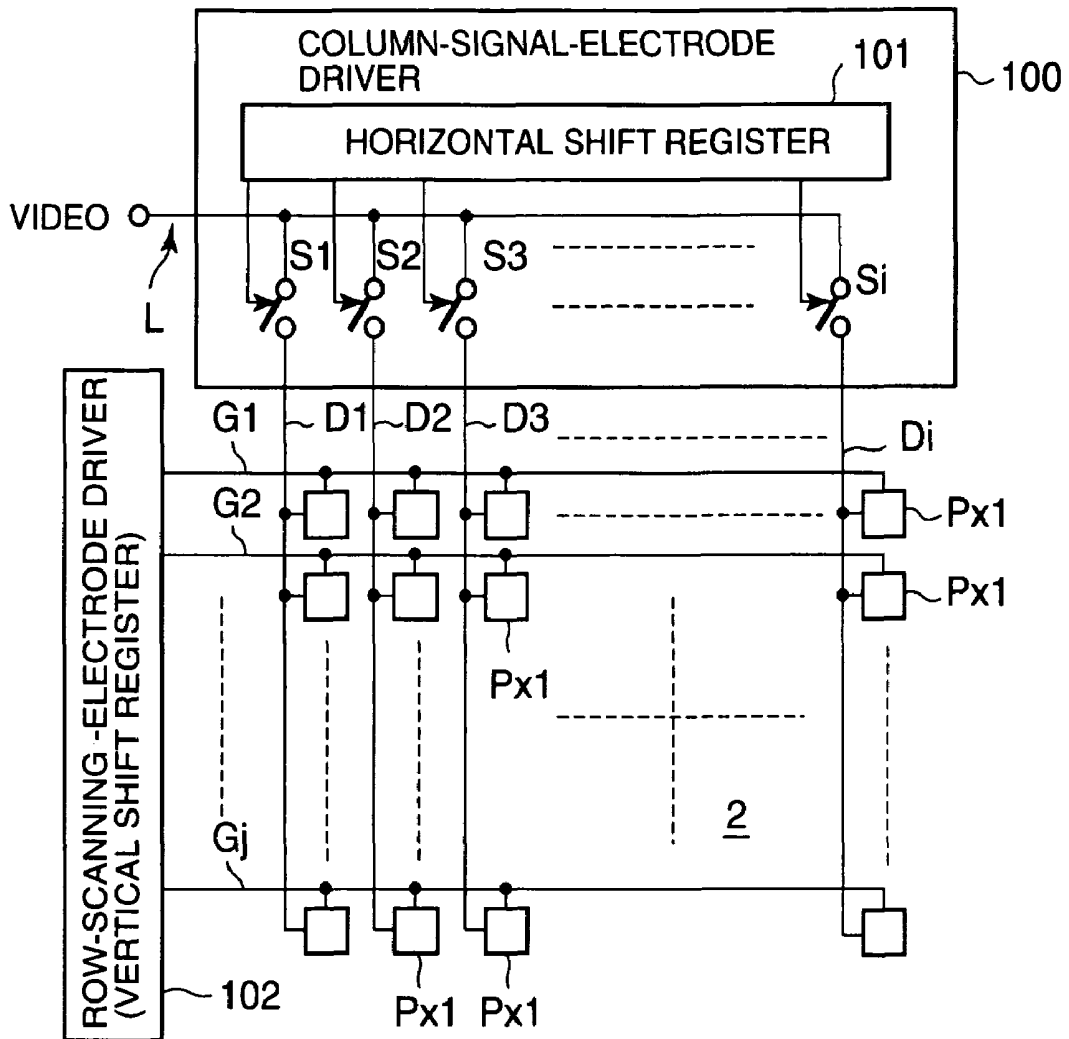 COLUMN-SIGNAL-ELECTRODE
DRIVER
101
100
HORIZONTAL SHIFT REGISTER
VIDEO
L
S1
S2
S3
Si
ROW-SCANNING-ELECTRODE DRIVER
(VERTICAL SHIFT REGISTER)
G1
D1
D2
D3
Di
G2
Px1
Px1
Px1
2
Gj
102
Px1
Px1